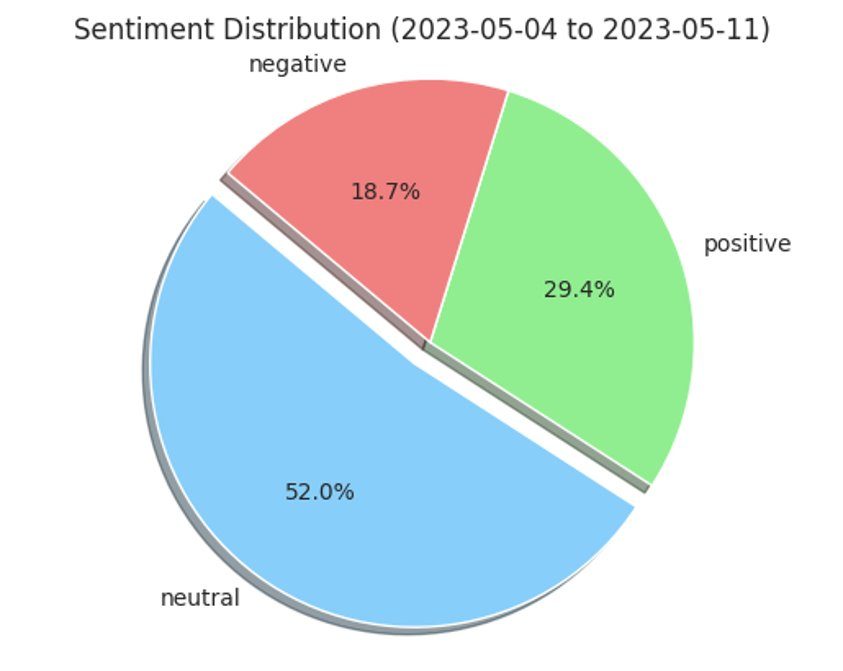 Sentiment Distribution (2023-05-04 to 2023-05-11)
negative
18.7%
positive
29.4%
52.0%
neutral